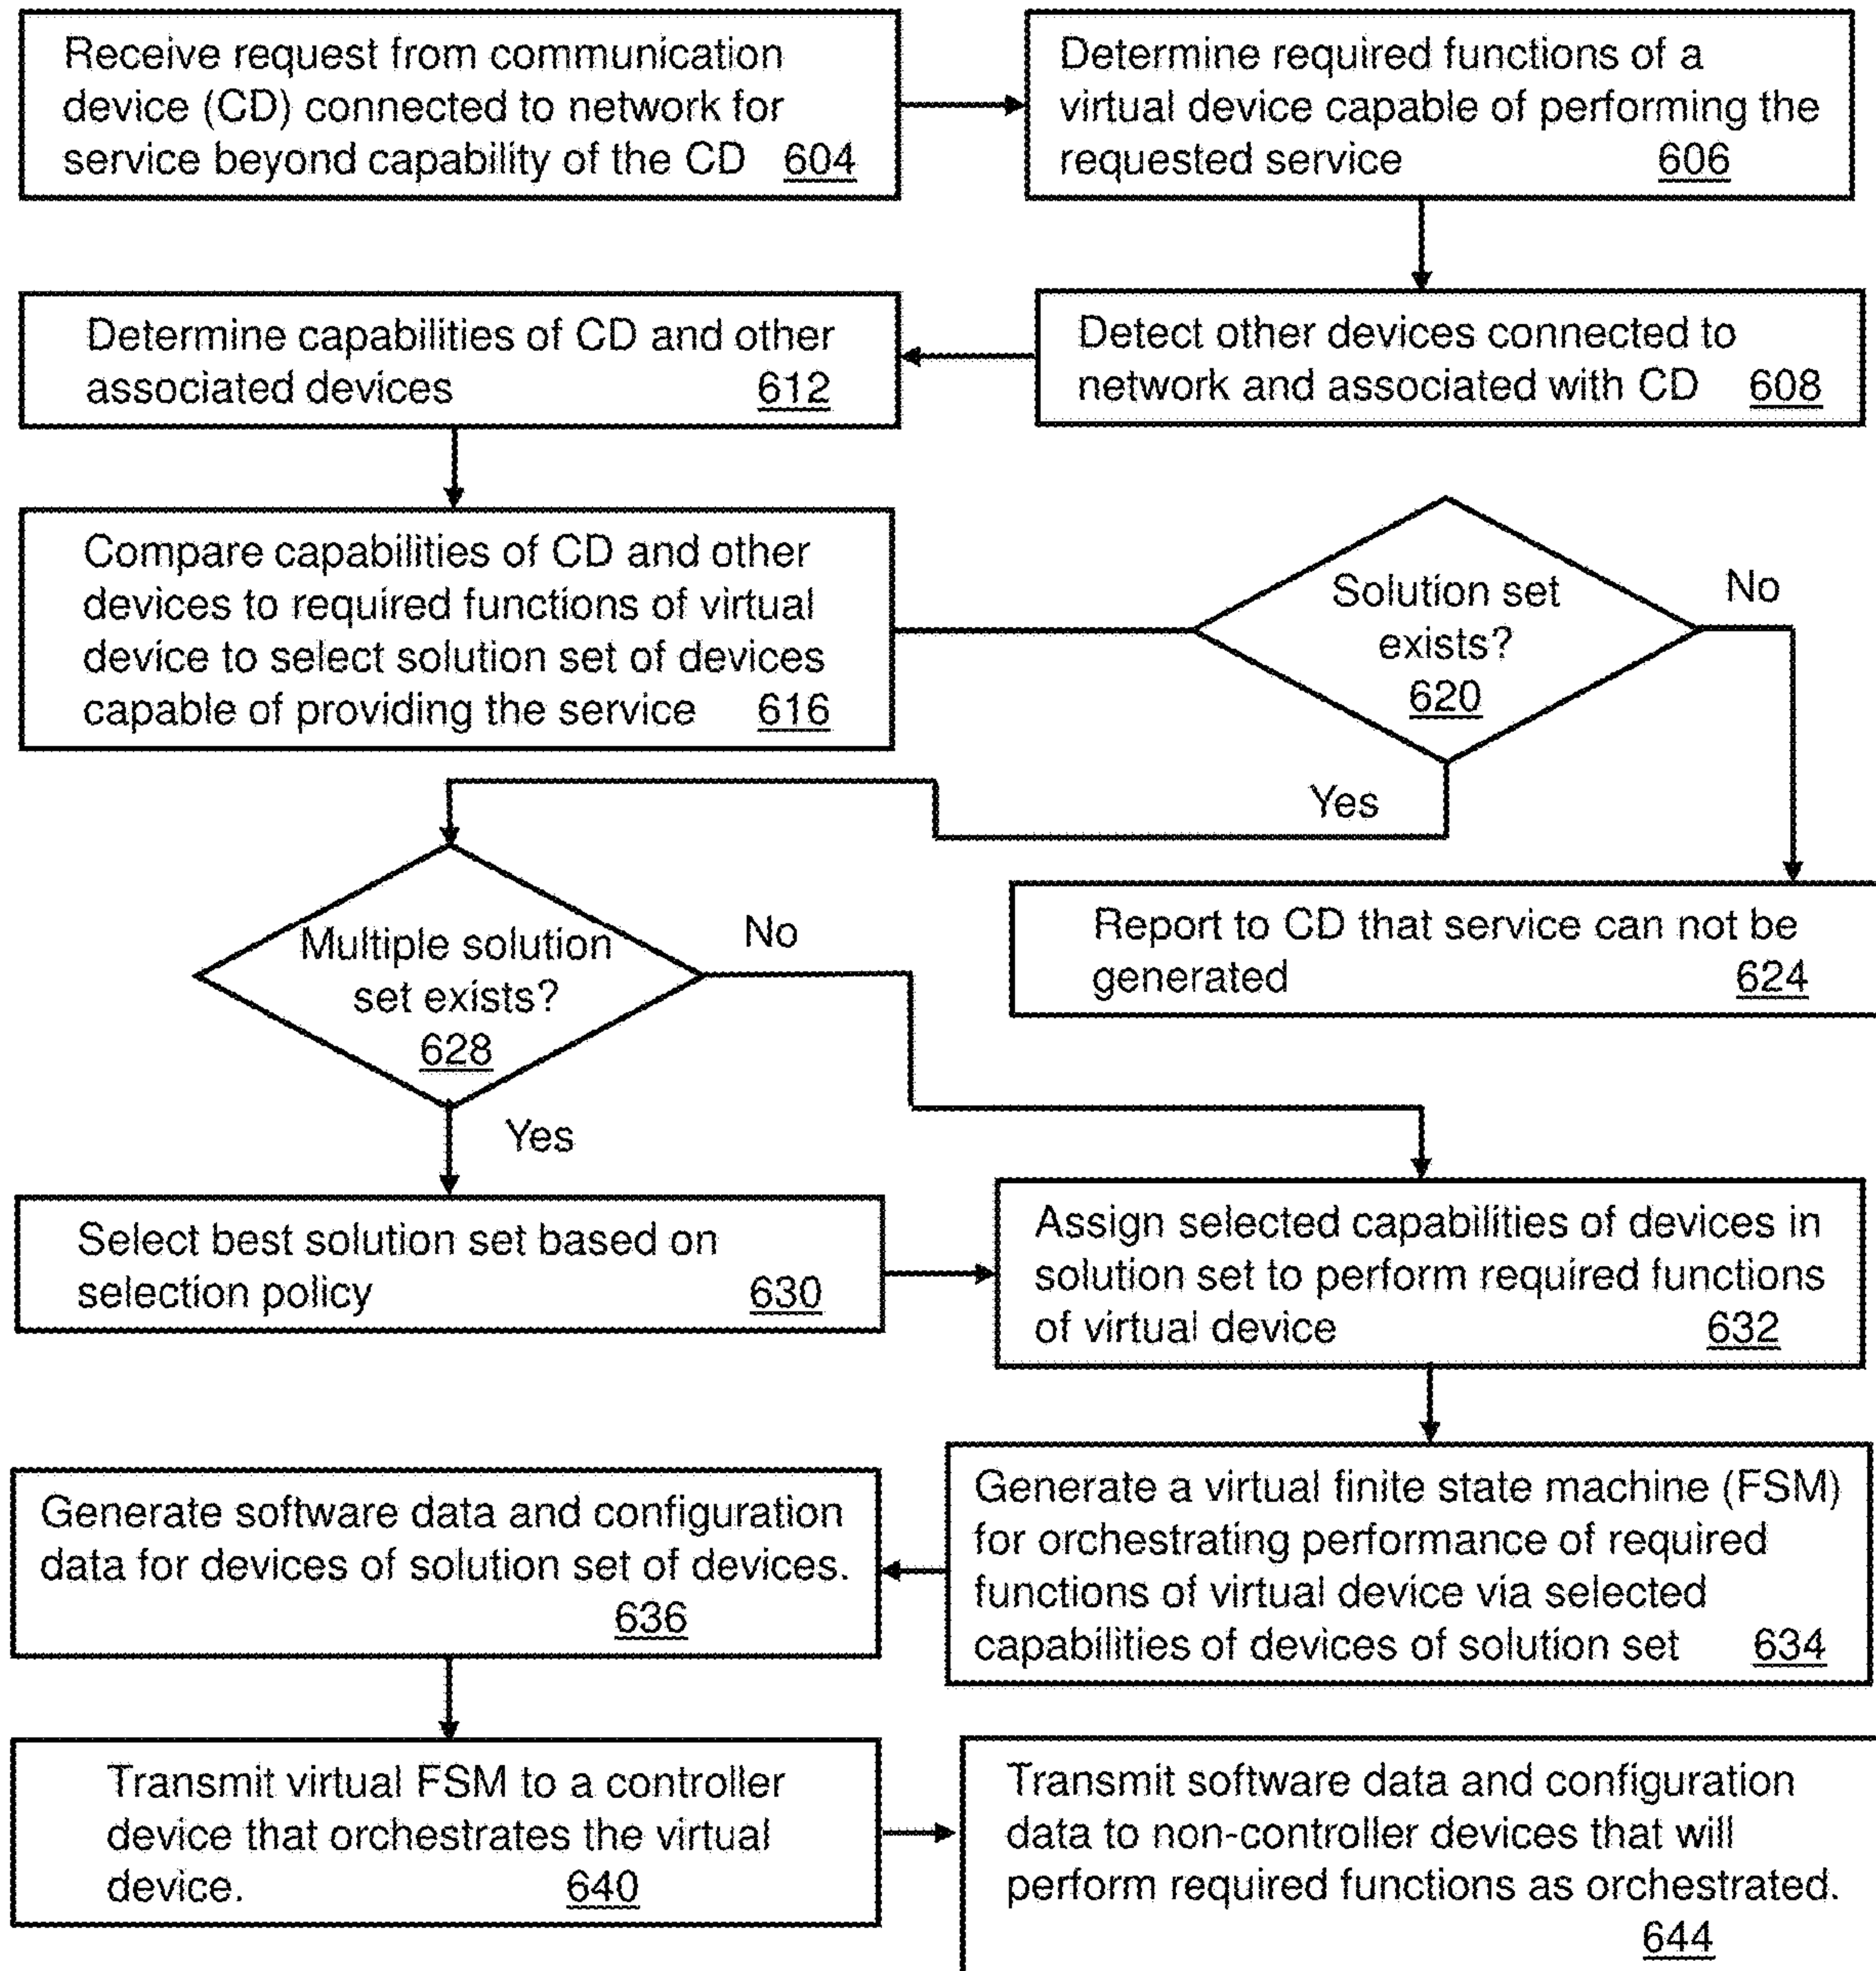 Receive request from communication
device (CD) connected to network for
service beyond capability of the CD 604
Determine required functions of a
virtual device capable of performing the
requested service 606
Detect other devices connected to
network and associated with CD 608
Determine capabilities of CD and other
associated devices 612
Compare capabilities of CD and other
devices to required functions of virtual
device to select solution set of devices
capable of providing the service 616
Solution set
exists?
620
No
Yes
Report to CD that service can not be
generated 624
Multiple solution
set exists?
628
No
Yes
Select best solution set based on
selection policy 630
Assign selected capabilities of devices in
solution set to perform required functions
of virtual device 632
Generate a virtual finite state machine (FSM)
for orchestrating performance of required
functions of virtual device via selected
capabilities of devices of solution set 634
Generate software data and configuration
data for devices of solution set of devices.
636
Transmit virtual FSM to a controller
device that orchestrates the virtual
device. 640
Transmit software data and configuration
data to non-controller devices that will
perform required functions as orchestrated.
644